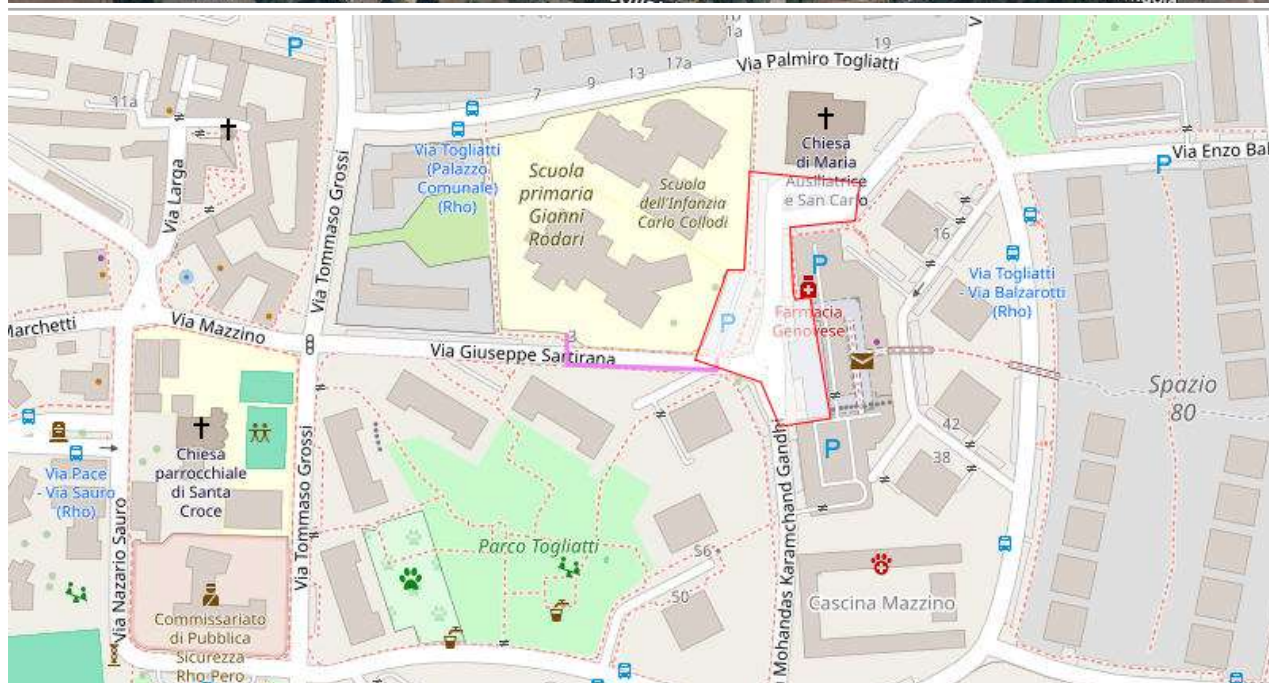 P
1a
19
Via Palmiro Togliatti
17a
13
9
7
11a
Via Larga
Via Tommaso Grossi
Via Togliatti
(Palazzo
Comunale)
(Rho)
Scuola
primaria
Gianni
Rodari
Scuola
dell'Infanzia
Carlo Collodi
Chiesa
di Maria
Ausiliatrice
e San Carlo
Via Enzo Bal
P
16
P
Via Togliatti
- Via Balzarotti
(Rho)
Farmacia
Genovese
P
Marchetti
Via Mazzino
3
Via Giuseppe Sartirana
Spazio
80
Chiesa
parrocchiale
di Santa
Croce
Via Pace
- Via Sauro
(Rho)
Via Nazario Sauro
Via Tommaso Grossi
P
42
38
Parco Togliatti
56
50
Mohandas Karamchand Gandhi
Cascina Mazzino
Commissariato
di Pubblica
Sicurezza
Rho-Pero